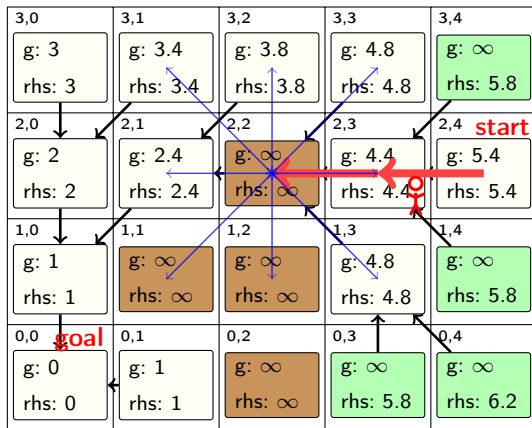 3,0 3,1 3,2 3,3 3,4
g: 3 g: 3.4 g: 3.8 g: 4.8 g: ∞
rhs: 3 rhs: 3.4 rhs: 3.8 rhs: 4.8 rhs: 5.8
2,0 2,1 2,2 2,3 2,4 start
g: 2 g: 2.4 g: ∞ g: 4.4 g: 5.4
rhs: 2 rhs: 2.4 rhs: ∞ rhs: 4.4 rhs: 5.4
1,0 1,1 1,2 1,3 1,4
g: 1 g: ∞ g: ∞ g: 4.8 g: ∞
rhs: 1 rhs: ∞ rhs: ∞ rhs: 4.8 rhs: 5.8
0,0 goal 0,1 0,2 0,3 0,4
g: 0 g: 1 g: ∞ g: ∞ g: ∞
rhs: 0 rhs: 1 rhs: ∞ rhs: 5.8 rhs: 6.2